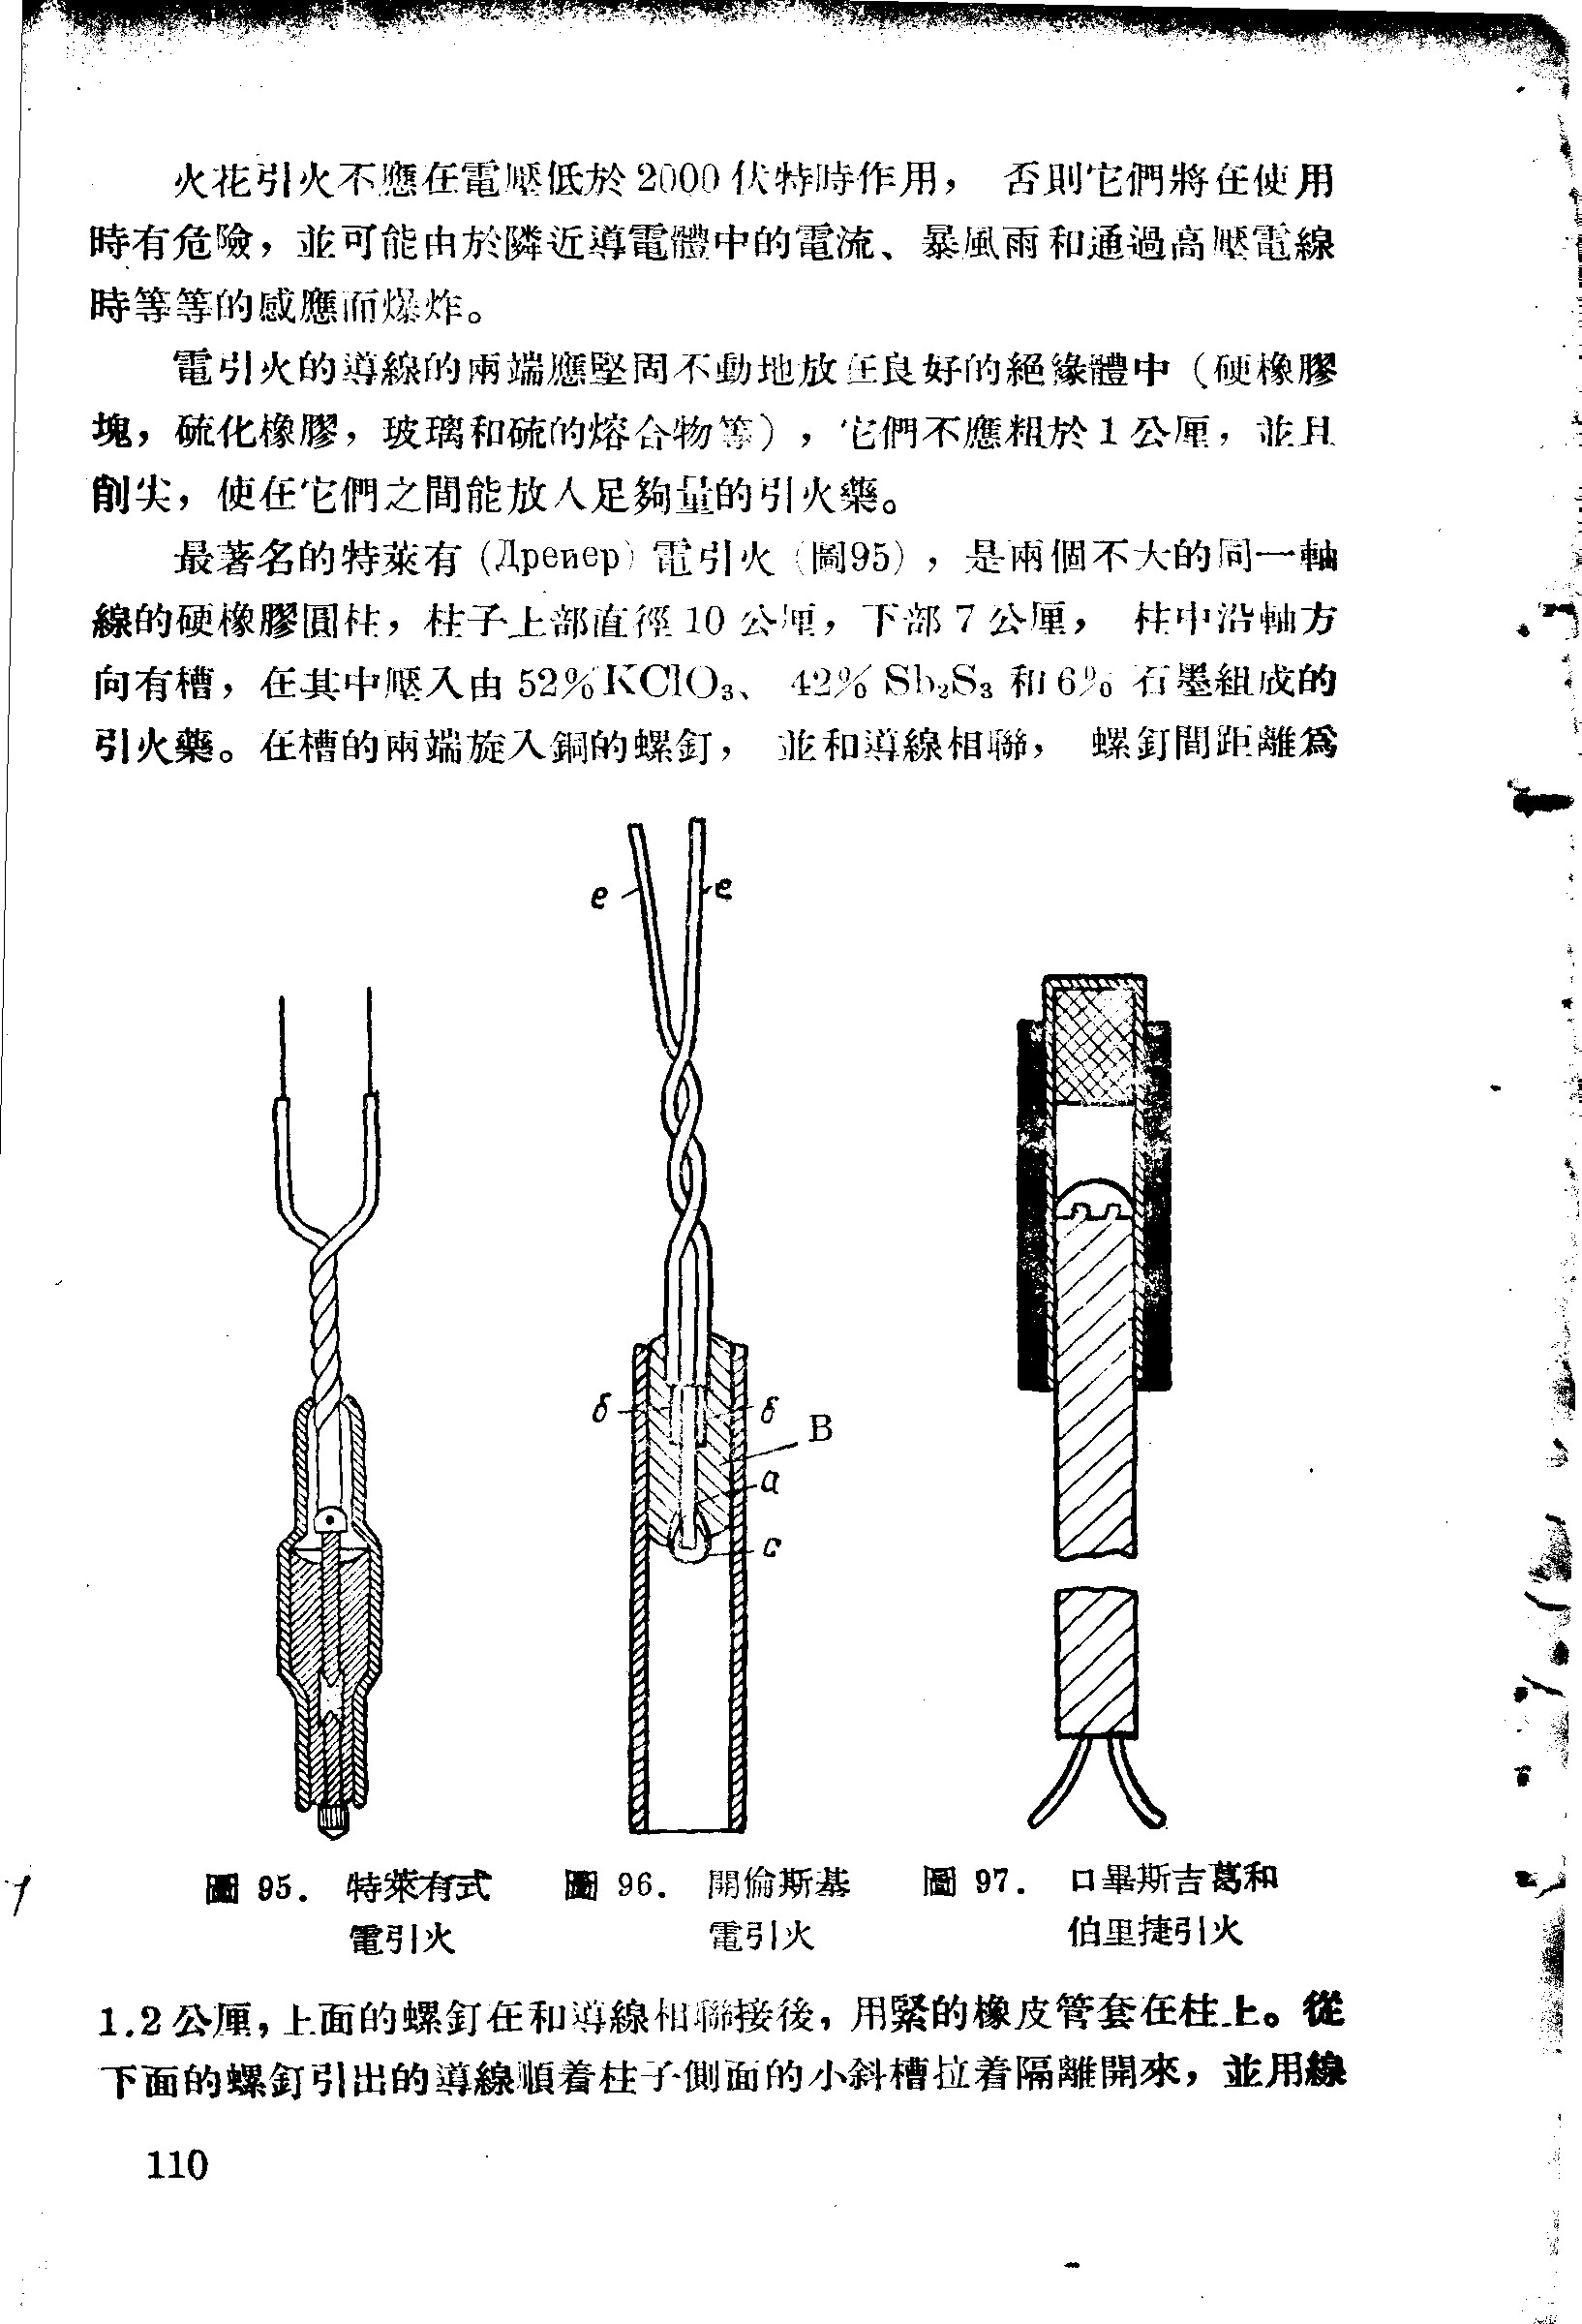 火花引火不應在電壓低於2000伏特時作用， 否則它們將在使用
時有危險，並可能由於隣近導電體中的電流、暴風雨和通過高壓電線
時等等的感應而爆炸。
電引火的導線的兩端應堅固不動地放在良好的絕緣體中（硬橡膠
塊，硫化橡膠，玻璃和硫的熔合物等），它們不應粗於1公厘，並且
削尖，使在它們之間能放入足夠量的引火藥。
最著名的特萊有(Дрепер)電引火（圖95），是兩個不大的同一軸
線的硬橡膠圓柱，柱子上部直徑10公厘，下部7公厘， 柱中沿軸方
向有槽，在其中壓入由52%KClO₃、 42% Sb₂S₃和6% 石墨組成的
引火藥。在槽的兩端旋入銅的螺釘， 並和導線相聯， 螺釘間距離爲
e e
б б B
a
c
圖 95. 特萊有式
電引火
圖 96. 開倫斯基
電引火
圖 97. 口畢斯吉葛和
伯里捷引火
1.2公厘，上面的螺釘在和導線相聯接後，用緊的橡皮管套在柱上。從
下面的螺釘引出的導線順着柱子側面的小斜槽拉着隔離開來，並用線
110